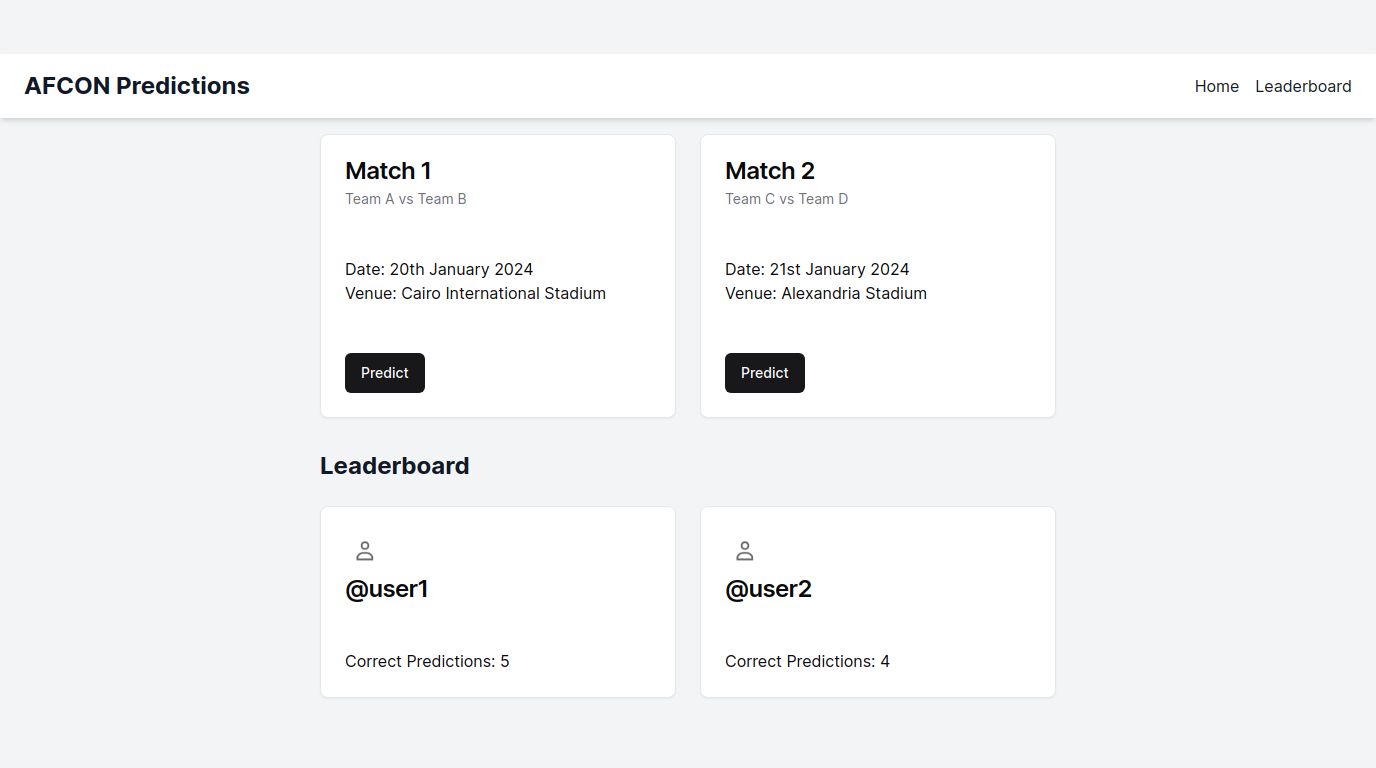 AFCON Predictions
Home
Leaderboard
Match 1
Team A vs Team B
Date: 20th January 2024
Venue: Cairo International Stadium
Predict
Match 2
Team C vs Team D
Date: 21st January 2024
Venue: Alexandria Stadium
Predict
Leaderboard
@user1
Correct Predictions: 5
@user2
Correct Predictions: 4